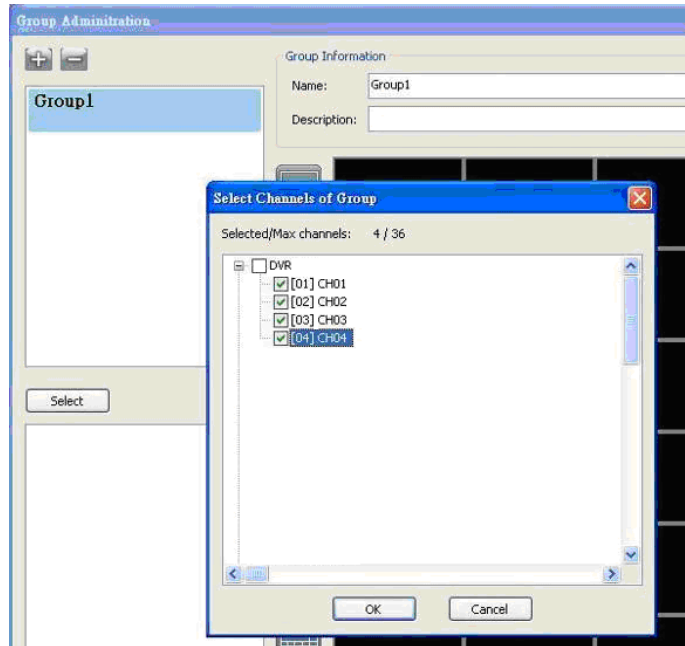 Group Adminitration
Group Information
Name: Group1
Description:
Group1
Select Channels of Group
Selected/Max channels: 4 / 36
DVR
[01] CH01
[02] CH02
[03] CH03
[04] CH04
Select
OK Cancel